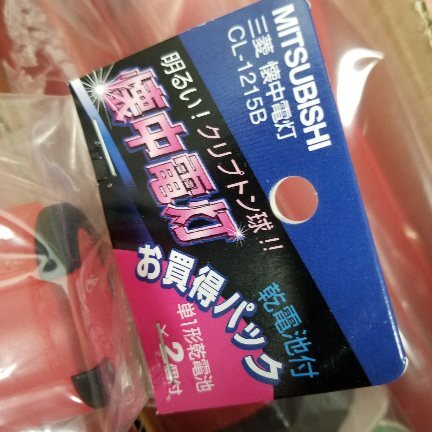 MITSUBISHI
三菱 懐中電灯
CL-1215B
明るい!クリプトン球!!
懐中電灯
乾電池付
お買得パック
単1形乾電池
×2個付